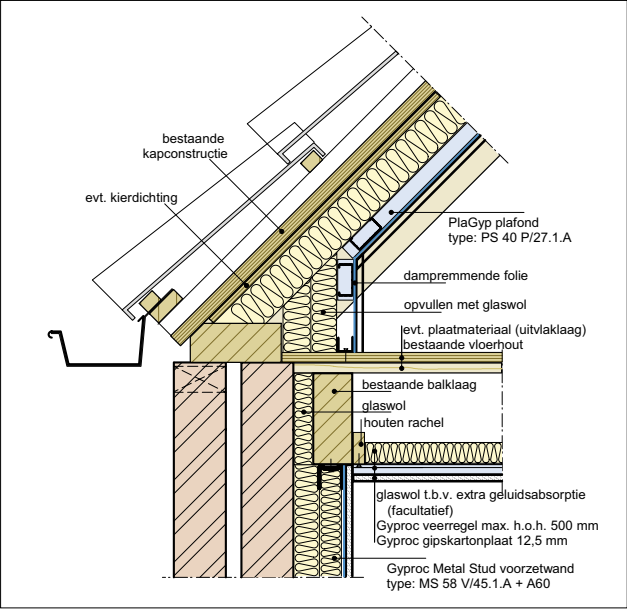 bestaande
kapconstructie
evt. kierdichting
PlaGyp plafond
type: PS 40 P/27.1.A
dampremmende folie
opvullen met glaswol
evt. plaatmateriaal (uitvlaklaag)
bestaande vloerhout
bestaande balklaag
glaswol
houten rachel
glaswol t.b.v. extra geluidsabsorptie
(facultatief)
Gyproc veerregel max. h.o.h. 500 mm
Gyproc gipskartonplaat 12,5 mm
Gyproc Metal Stud voorzetwand
type: MS 58 V/45.1.A + A60